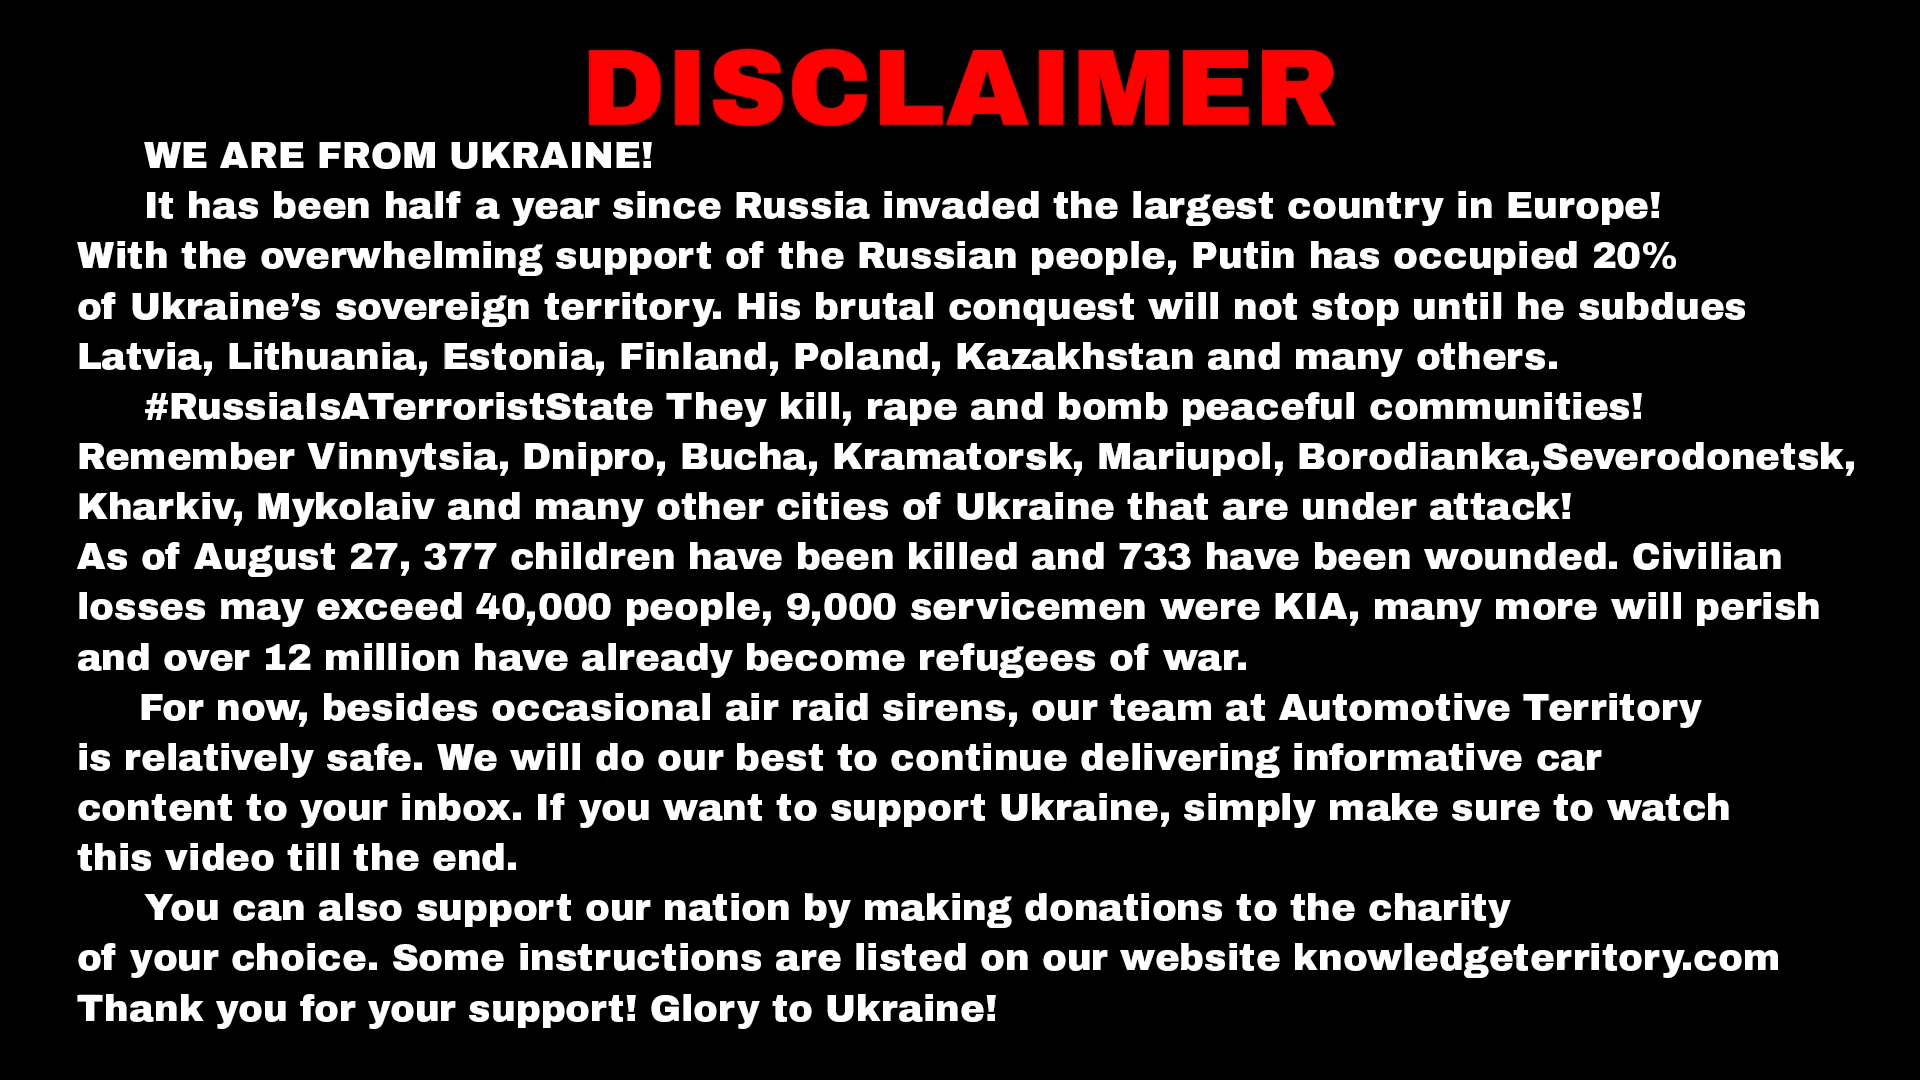 DISCLAIMER
WE ARE FROM UKRAINE!
It has been half a year since Russia invaded the largest country in Europe!
With the overwhelming support of the Russian people, Putin has occupied 20%
of Ukraine’s sovereign territory. His brutal conquest will not stop until he subdues
Latvia, Lithuania, Estonia, Finland, Poland, Kazakhstan and many others.
#RussiaIsATerroristState They kill, rape and bomb peaceful communities!
Remember Vinnytsia, Dnipro, Bucha, Kramatorsk, Mariupol, Borodianka,Severodonetsk,
Kharkiv, Mykolaiv and many other cities of Ukraine that are under attack!
As of August 27, 377 children have been killed and 733 have been wounded. Civilian
losses may exceed 40,000 people, 9,000 servicemen were KIA, many more will perish
and over 12 million have already become refugees of war.
For now, besides occasional air raid sirens, our team at Automotive Territory
is relatively safe. We will do our best to continue delivering informative car
content to your inbox. If you want to support Ukraine, simply make sure to watch
this video till the end.
You can also support our nation by making donations to the charity
of your choice. Some instructions are listed on our website knowledgeterritory.com
Thank you for your support! Glory to Ukraine!